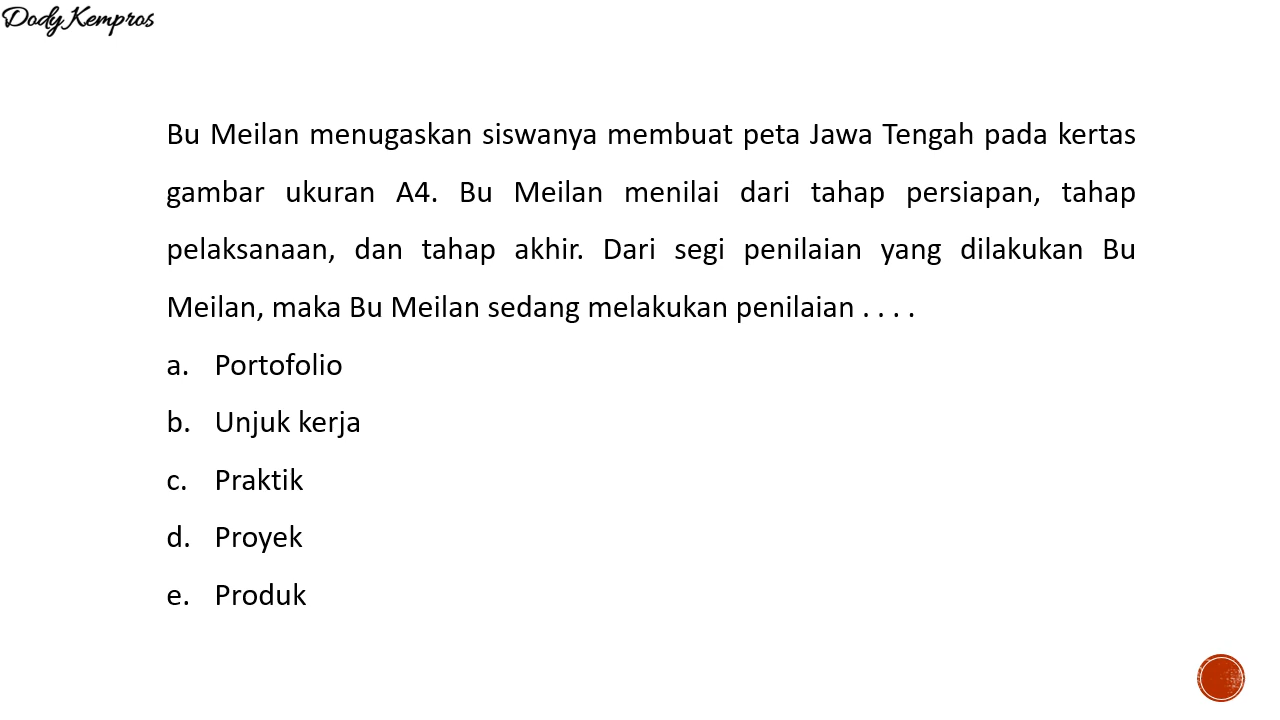 Dody Kempros
Bu Meilan menugaskan siswanya membuat peta Jawa Tengah pada kertas
gambar ukuran A4. Bu Meilan menilai dari tahap persiapan, tahap
pelaksanaan, dan tahap akhir. Dari segi penilaian yang dilakukan Bu
Meilan, maka Bu Meilan sedang melakukan penilaian . . . .
a. Portofolio
b. Unjuk kerja
c. Praktik
d. Proyek
e. Produk